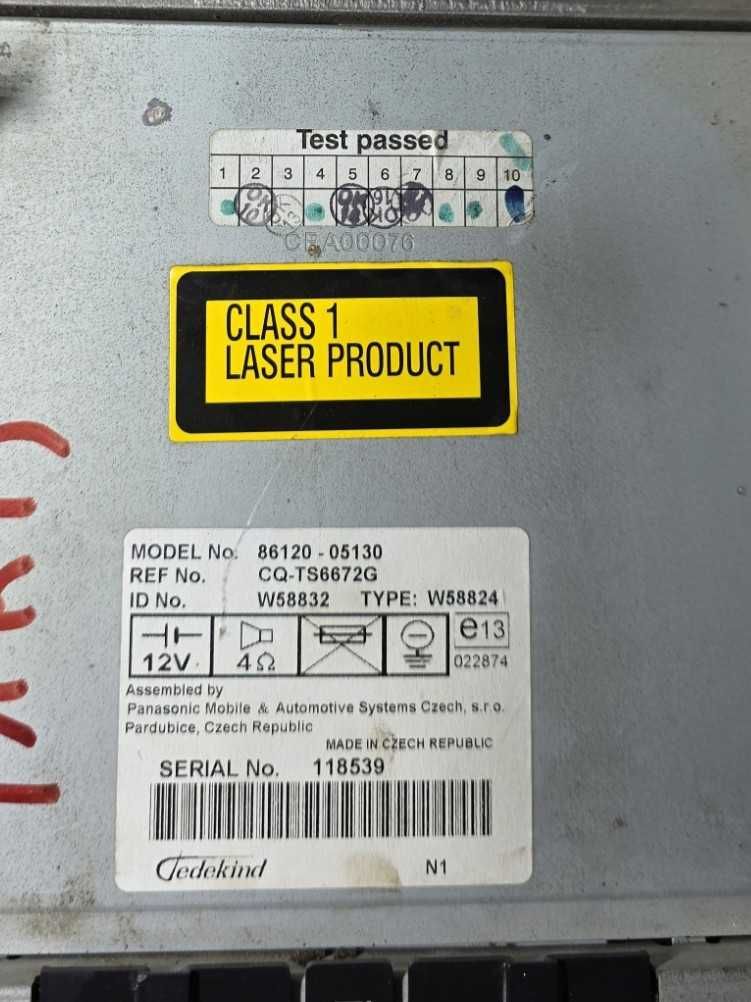 Test passed
1 2 3 4 5 6 7 8 9 10
CBA00076
CLASS 1
LASER PRODUCT
MODEL No. 86120 - 05130
REF No. CQ-TS6672G
ID No. W58832 TYPE: W58824
12V 4Ω e13
022874
Assembled by
Panasonic Mobile & Automotive Systems Czech, s.r.o.
Pardubice, Czech Republic
MADE IN CZECH REPUBLIC
SERIAL No. 118539
Tedekind N1